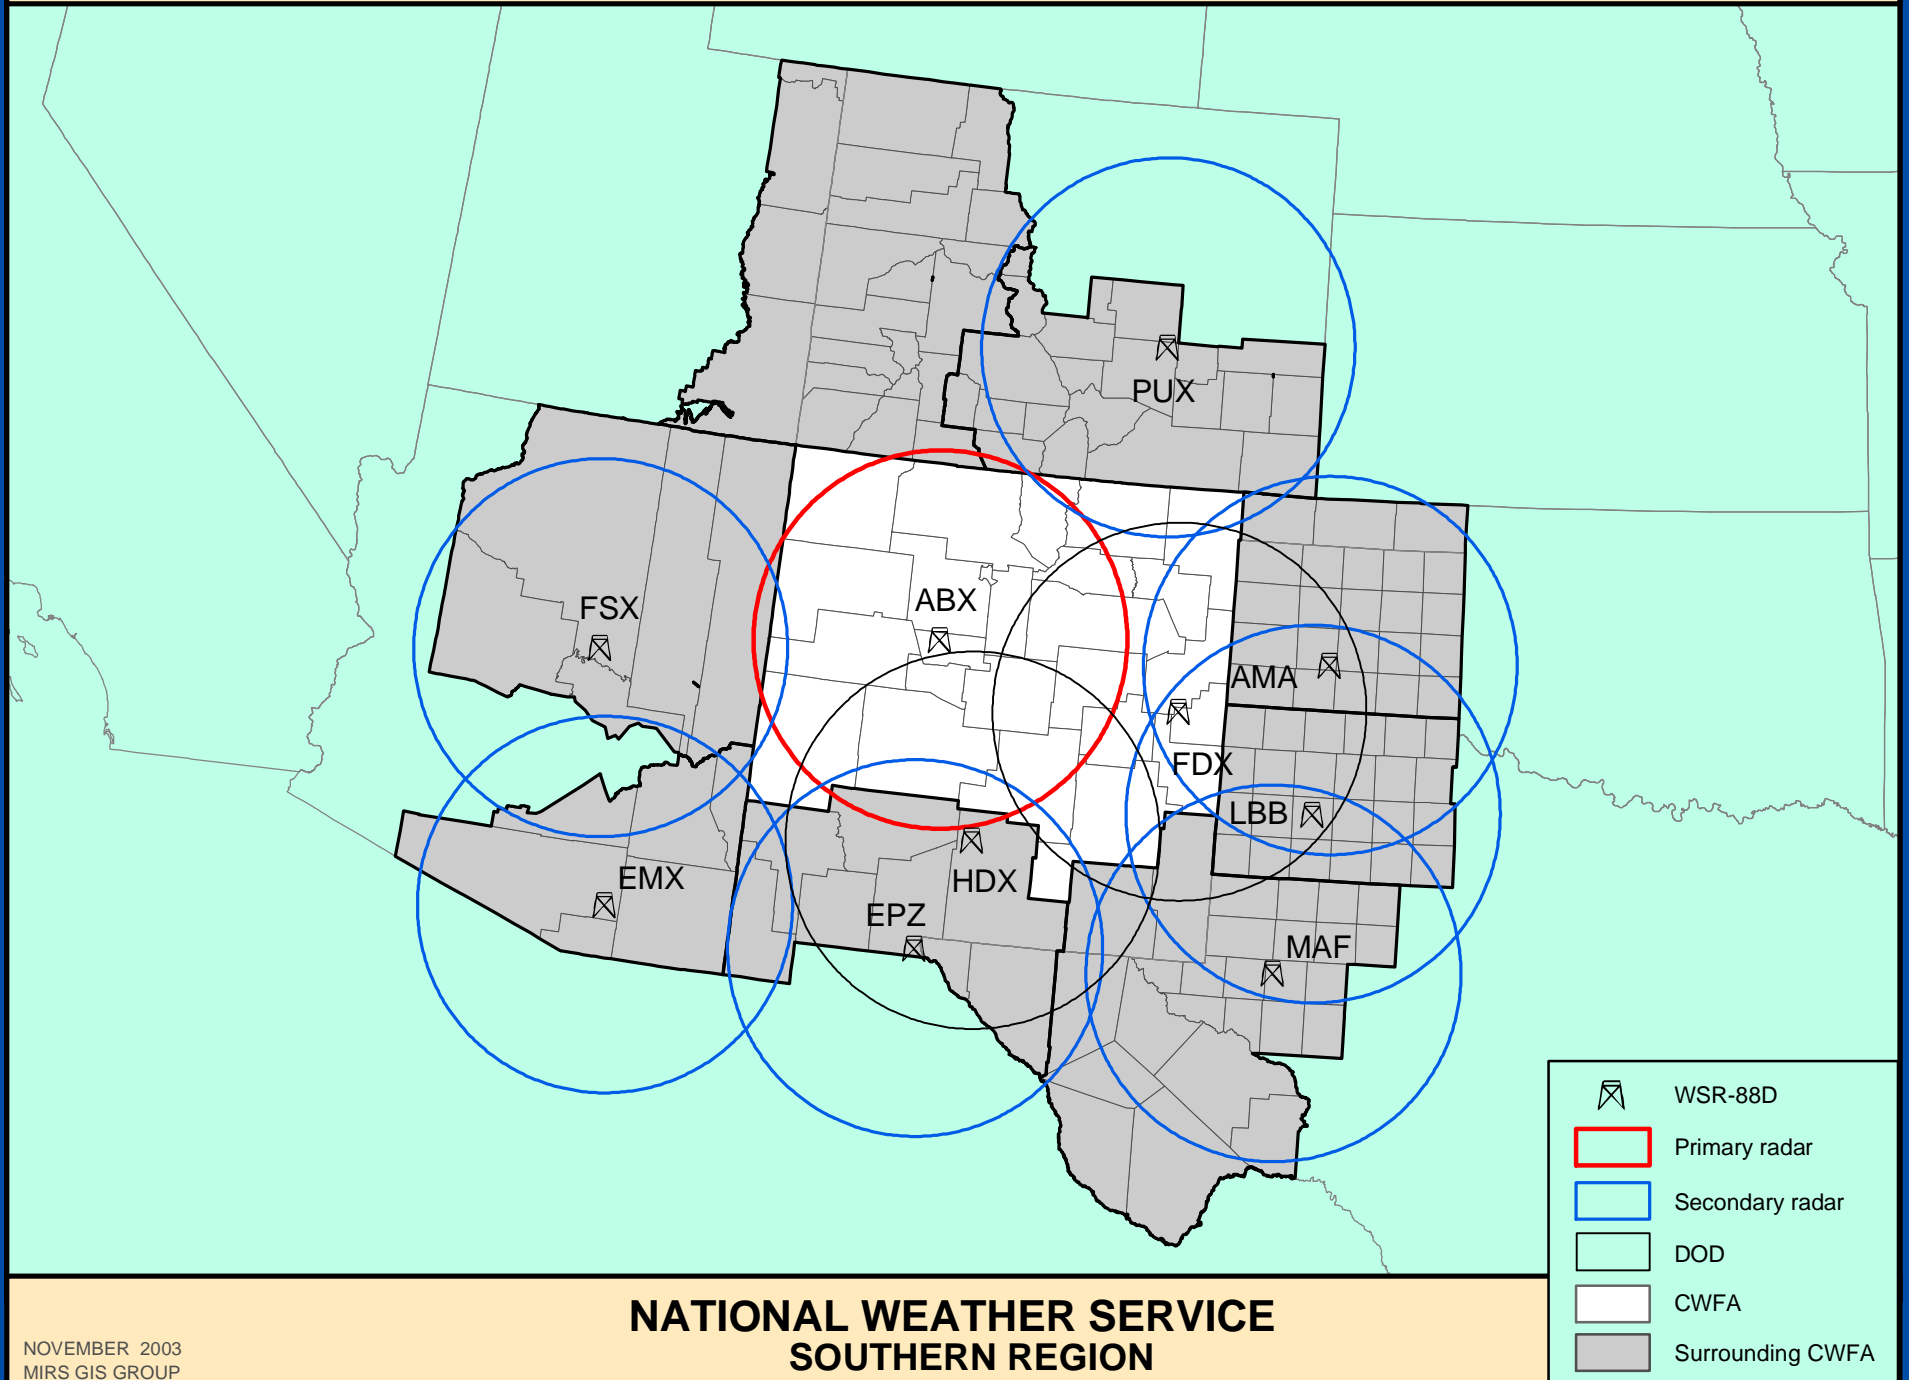 PUX
FSX
ABX
AMA
FDX
LBB
EMX
HDX
EPZ
MAF
WSR-88D
Primary radar
Secondary radar
DOD
CWFA
Surrounding CWFA
NATIONAL WEATHER SERVICE
SOUTHERN REGION
NOVEMBER 2003
MIRS GIS GROUP